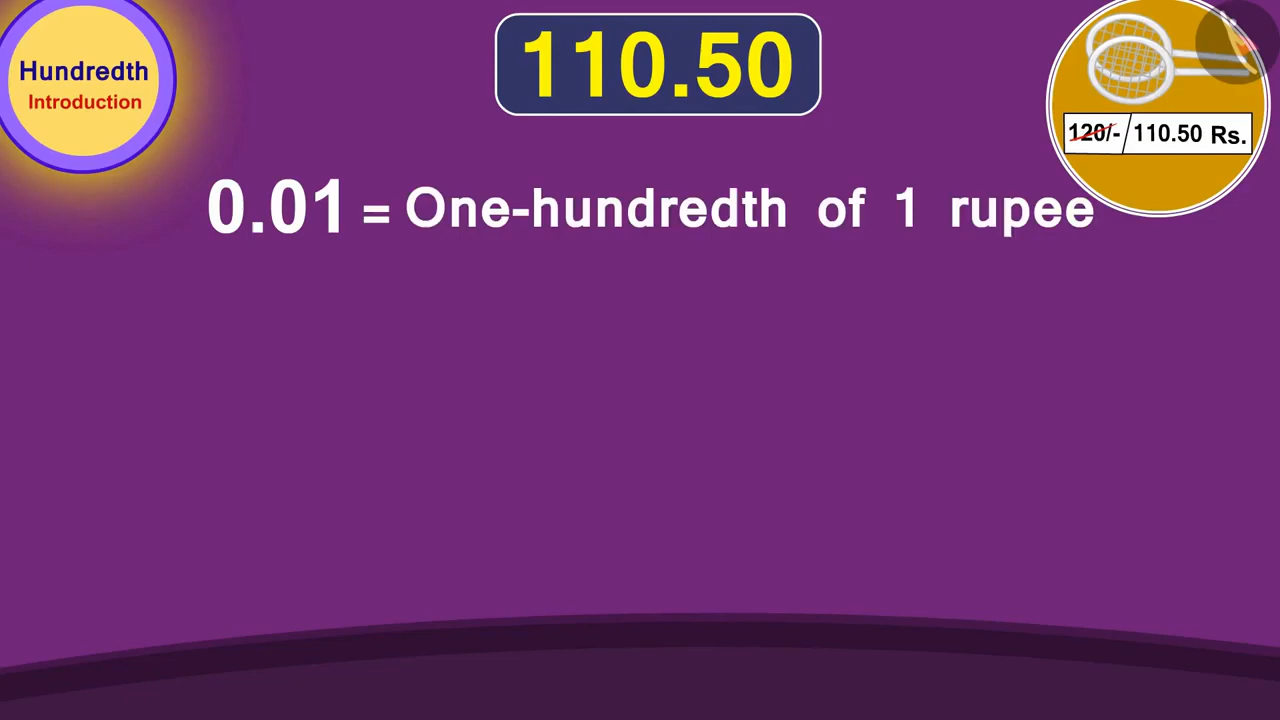 Hundredth
Introduction
110.50
120/- 110.50 Rs.
0.01 = One-hundredth of 1 rupee